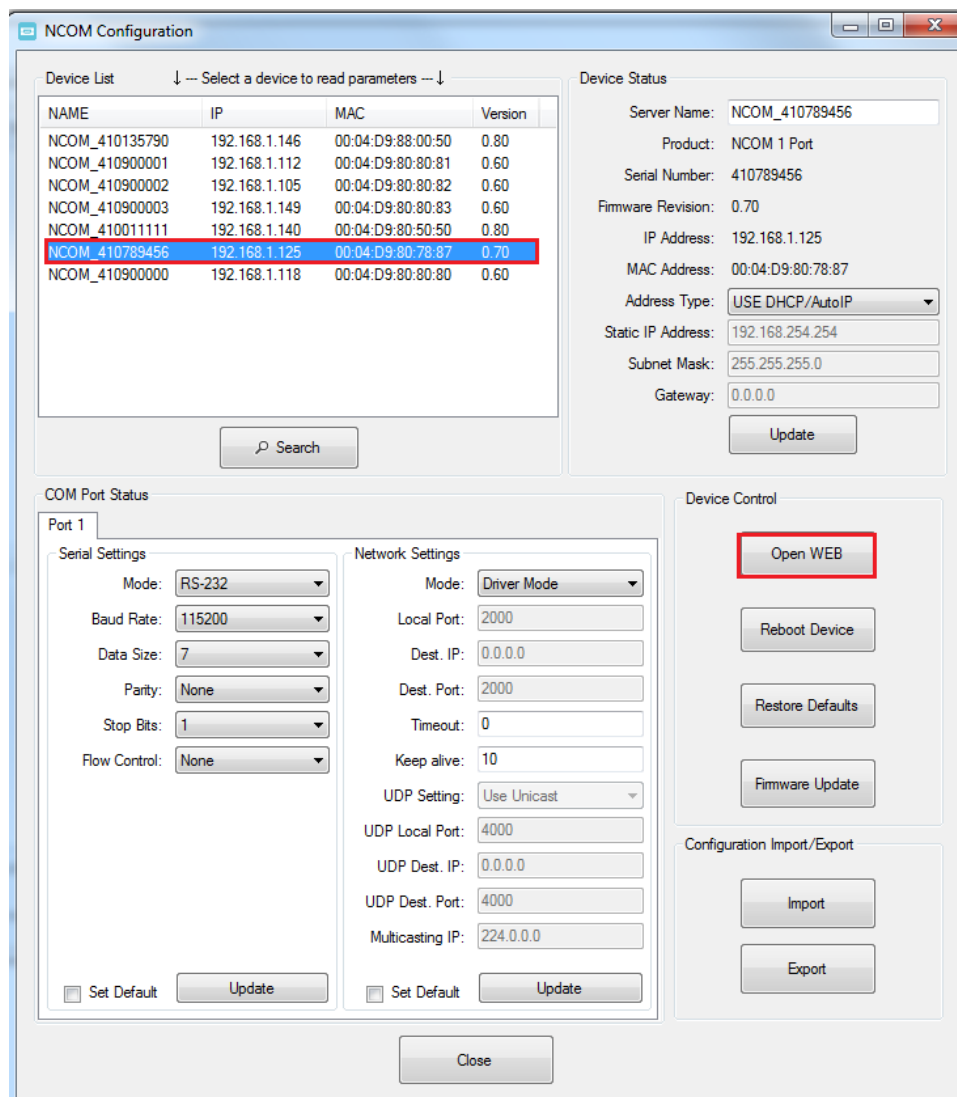 NCOM Configuration
Device List ↓ --- Select a device to read parameters --- ↓
NAME IP MAC Version
NCOM_410135790 192.168.1.146 00:04:D9:88:00:50 0.80
NCOM_410900001 192.168.1.112 00:04:D9:80:80:81 0.60
NCOM_410900002 192.168.1.105 00:04:D9:80:80:82 0.60
NCOM_410900003 192.168.1.149 00:04:D9:80:80:83 0.60
NCOM_410011111 192.168.1.140 00:04:D9:80:50:50 0.80
NCOM_410789456 192.168.1.125 00:04:D9:80:78:87 0.70
NCOM_410900000 192.168.1.118 00:04:D9:80:80:80 0.60
Search
Device Status
Server Name: NCOM_410789456
Product: NCOM 1 Port
Serial Number: 410789456
Firmware Revision: 0.70
IP Address: 192.168.1.125
MAC Address: 00:04:D9:80:78:87
Address Type: USE DHCP/AutoIP
Static IP Address: 192.168.254.254
Subnet Mask: 255.255.255.0
Gateway: 0.0.0.0
Update
COM Port Status
Port 1
Serial Settings
Mode: RS-232
Baud Rate: 115200
Data Size: 7
Parity: None
Stop Bits: 1
Flow Control: None
Set Default Update
Network Settings
Mode: Driver Mode
Local Port: 2000
Dest. IP: 0.0.0.0
Dest. Port: 2000
Timeout: 0
Keep alive: 10
UDP Setting: Use Unicast
UDP Local Port: 4000
UDP Dest. IP: 0.0.0.0
UDP Dest. Port: 4000
Multicasting IP: 224.0.0.0
Set Default Update
Device Control
Open WEB
Reboot Device
Restore Defaults
Firmware Update
Configuration Import/Export
Import
Export
Close